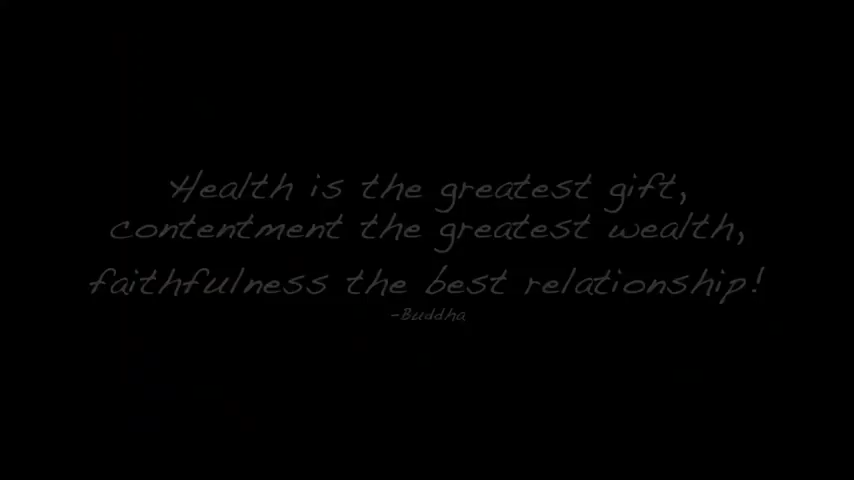 Health is the greatest gift,
contentment the greatest wealth,
faithfulness the best relationship!
-Buddha